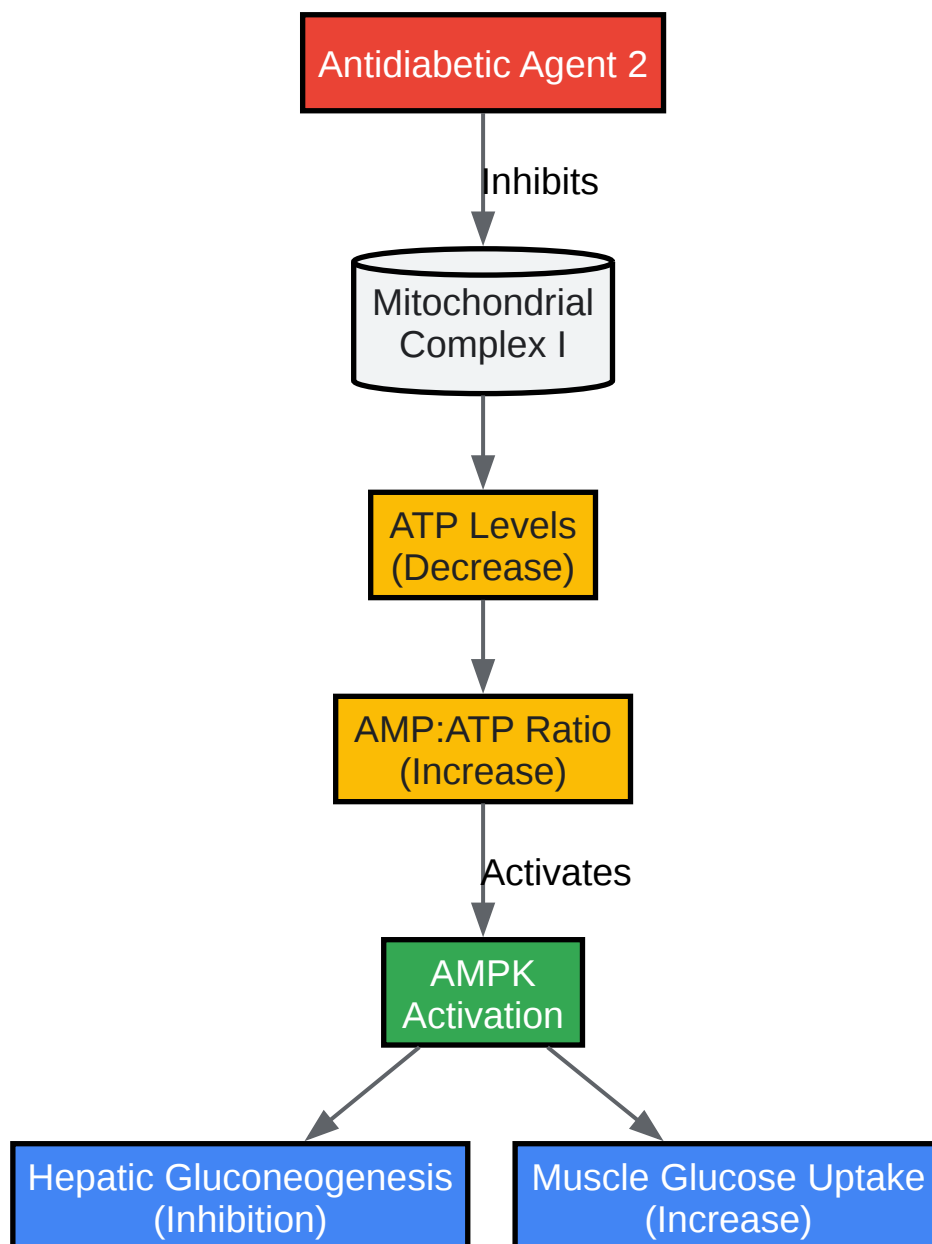 Antidiabetic Agent 2
Inhibits
Mitochondrial
Complex I
ATP Levels
(Decrease)
AMP:ATP Ratio
(Increase)
Activates
AMPK
Activation
Hepatic Gluconeogenesis
(Inhibition)
Muscle Glucose Uptake
(Increase)